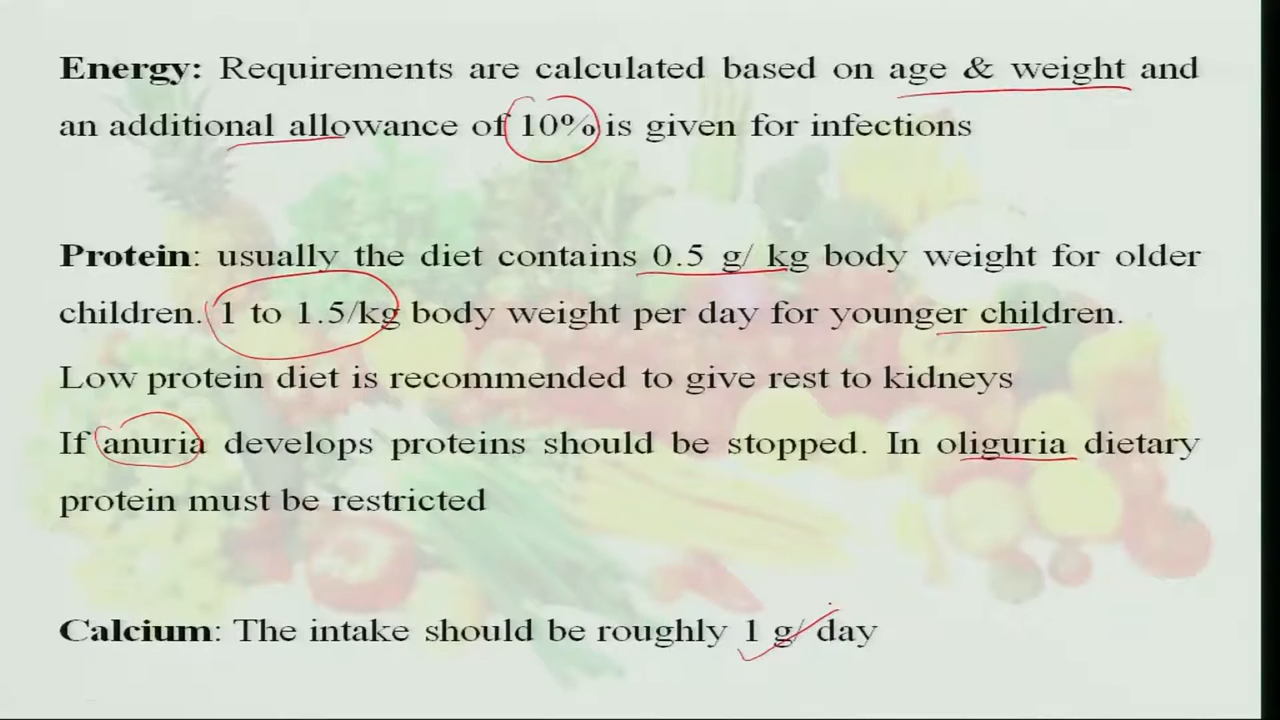 Energy: Requirements are calculated based on age & weight and
an additional allowance of 10% is given for infections
Protein: usually the diet contains 0.5 g/ kg body weight for older
children. 1 to 1.5/kg body weight per day for younger children.
Low protein diet is recommended to give rest to kidneys
If anuria develops proteins should be stopped. In oliguria dietary
protein must be restricted
Calcium: The intake should be roughly 1 g/ day